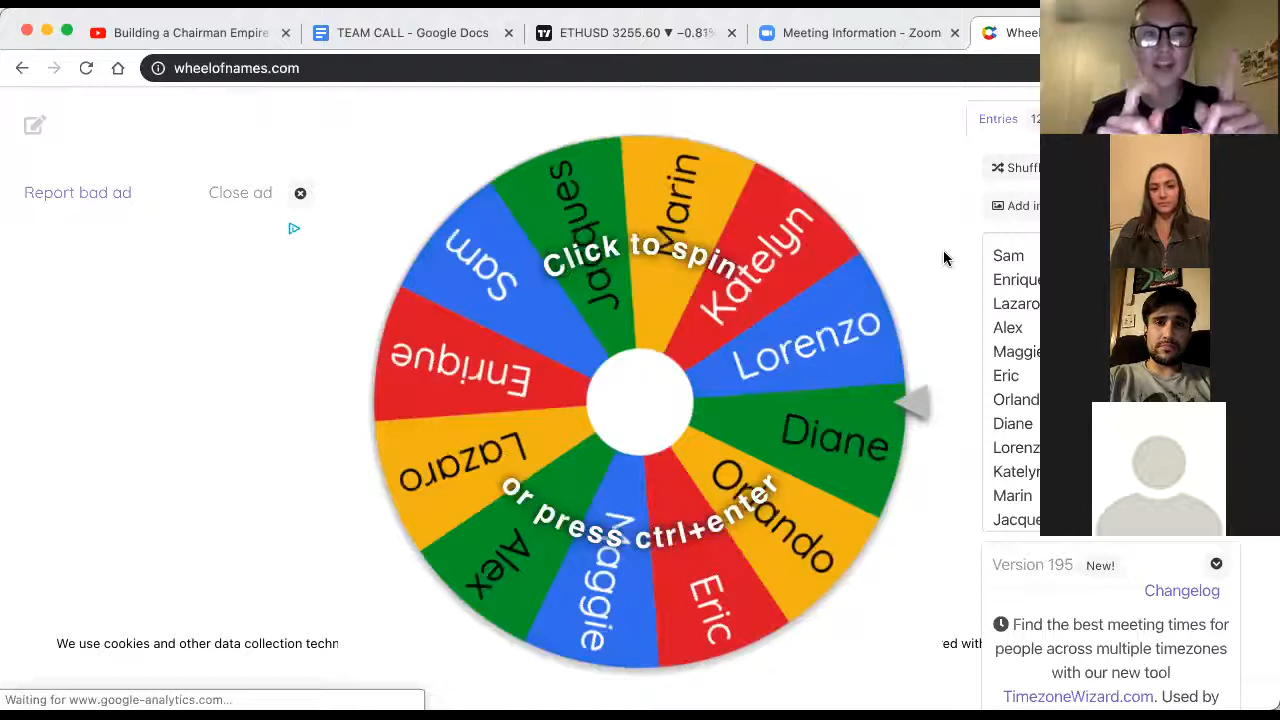 Building a Chairman Empire
TEAM CALL - Google Docs
ETHUSD 3255.60 ▼ −0.81%
Meeting Information - Zoom
Wheel
wheelofnames.com
Report bad ad
Close ad
Entries 12
Shuffl
Add im
Click to spin
or press ctrl+enter
Jacques
Marin
Katelyn
Lorenzo
Diane
Orlando
Eric
Maggie
Alex
Lazaro
Enrique
Sam
Sam
Enrique
Lazaro
Alex
Maggie
Eric
Orland
Diane
Lorenz
Katelyn
Marin
Jacque
Version 195 New!
Changelog
Find the best meeting times for
people across multiple timezones
with our new tool
TimezoneWizard.com. Used by
We use cookies and other data collection techn
ed with
Waiting for www.google-analytics.com...